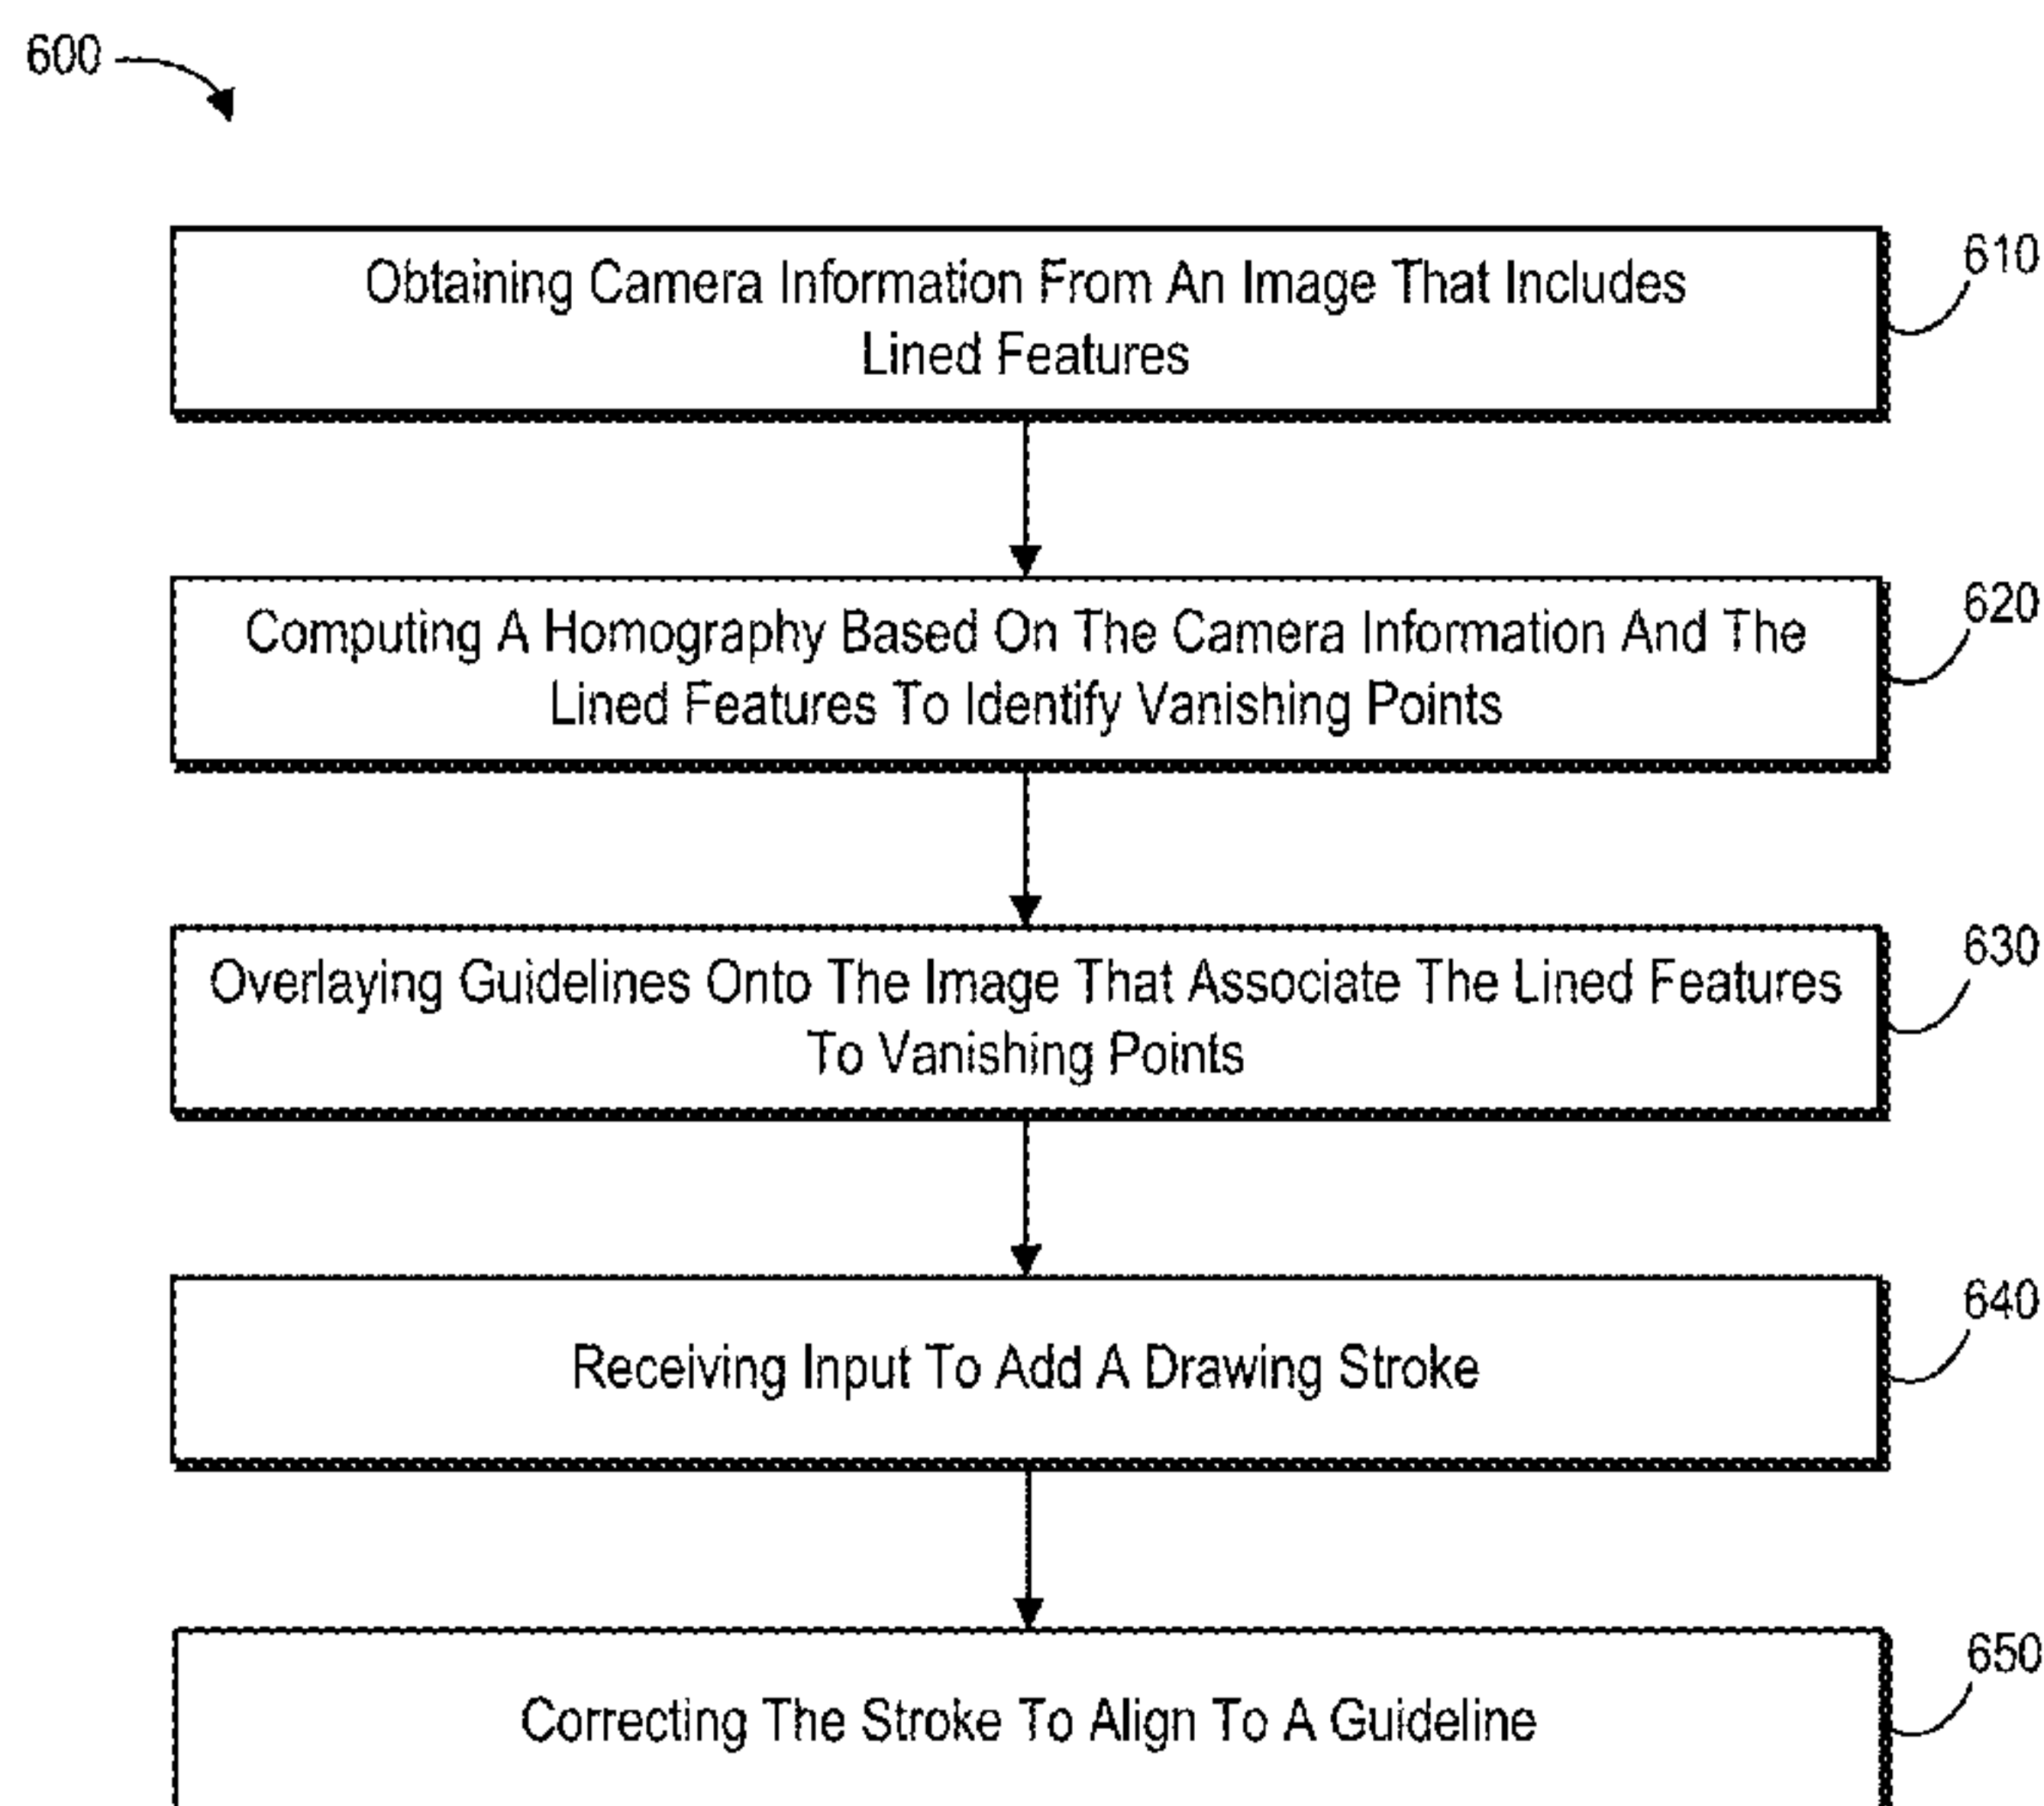 600
Obtaining Camera Information From An Image That Includes
Lined Features
610
Computing A Homography Based On The Camera Information And The
Lined Features To Identify Vanishing Points
620
Overlaying Guidelines Onto The Image That Associate The Lined Features
To Vanishing Points
630
Receiving Input To Add A Drawing Stroke
640
Correcting The Stroke To Align To A Guideline
650